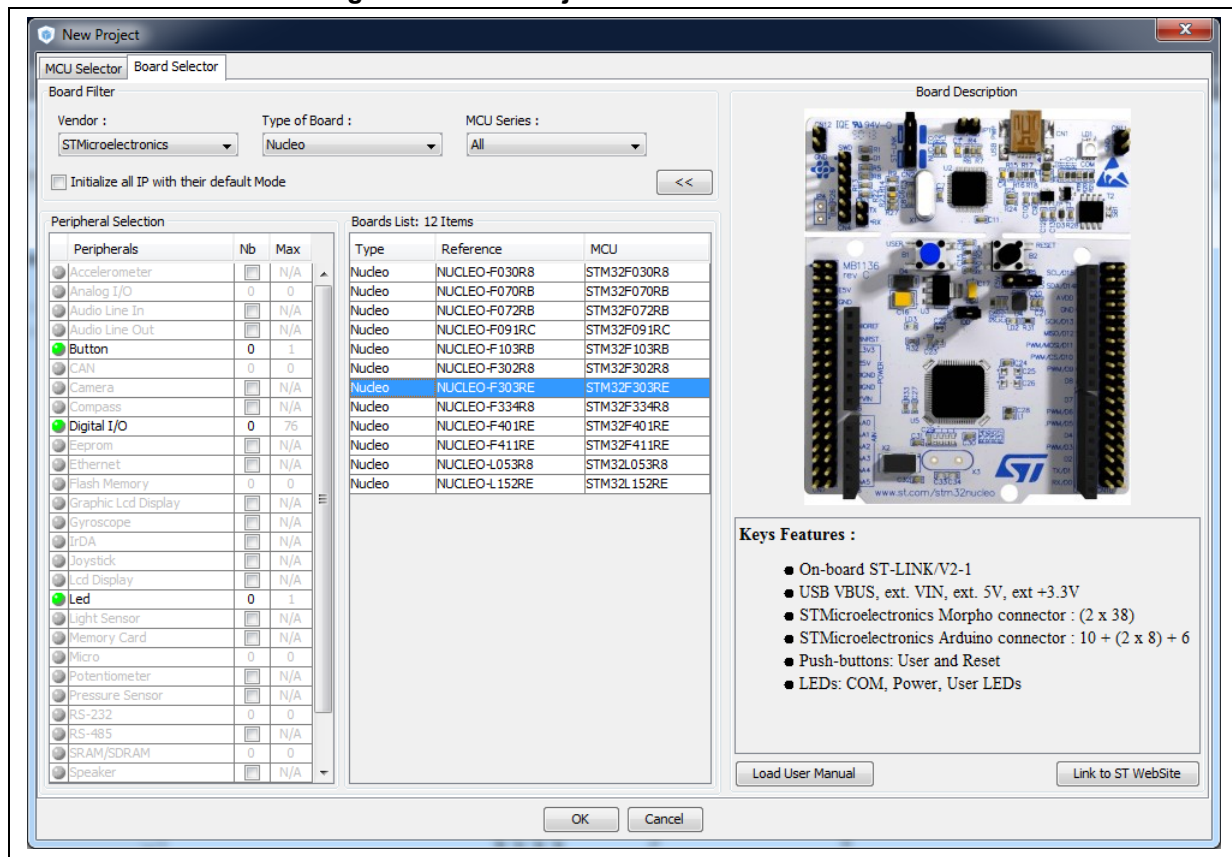 New Project
MCU Selector Board Selector
Board Filter
Vendor : Type of Board : MCU Series :
STMicroelectronics Nucleo All
Initialize all IP with their default Mode
<<
Peripheral Selection
Peripherals Nb Max
Accelerometer N/A
Analog I/O 0 0
Audio Line In N/A
Audio Line Out N/A
Button 0 1
CAN 0 0
Camera N/A
Compass N/A
Digital I/O 0 76
Eeprom N/A
Ethernet N/A
Flash Memory 0 0
Graphic Lcd Display N/A
Gyroscope N/A
IrDA N/A
Joystick N/A
Lcd Display N/A
Led 0 1
Light Sensor N/A
Memory Card N/A
Micro 0 0
Potentiometer N/A
Pressure Sensor N/A
RS-232 0 0
RS-485 N/A
SRAM/SDRAM 0 0
Speaker N/A
Boards List: 12 Items
Type Reference MCU
Nucleo NUCLEO-F030R8 STM32F030R8
Nucleo NUCLEO-F070RB STM32F070RB
Nucleo NUCLEO-F072RB STM32F072RB
Nucleo NUCLEO-F091RC STM32F091RC
Nucleo NUCLEO-F103RB STM32F103RB
Nucleo NUCLEO-F302R8 STM32F302R8
Nucleo NUCLEO-F303RE STM32F303RE
Nucleo NUCLEO-F334R8 STM32F334R8
Nucleo NUCLEO-F401RE STM32F401RE
Nucleo NUCLEO-F411RE STM32F411RE
Nucleo NUCLEO-L053R8 STM32L053R8
Nucleo NUCLEO-L152RE STM32L152RE
Board Description
USER
RESET
B1
B2
MB1136
rev C
www.st.com/stm32nucleo
Keys Features :
On-board ST-LINK/V2-1
USB VBUS, ext. VIN, ext. 5V, ext +3.3V
STMicroelectronics Morpho connector : (2 x 38)
STMicroelectronics Arduino connector : 10 + (2 x 8) + 6
Push-buttons: User and Reset
LEDs: COM, Power, User LEDs
Load User Manual Link to ST WebSite
OK Cancel